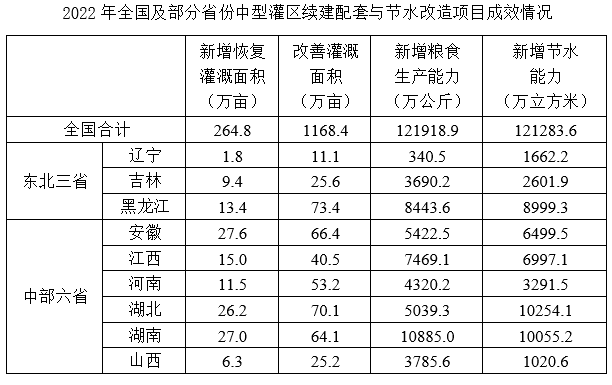 2022年全国及部分省份中型灌区续建配套与节水改造项目成效情况
新增恢复灌溉面积（万亩） 改善灌溉面积（万亩） 新增粮食生产能力（万公斤） 新增节水能力（万立方米）
全国合计 264.8 1168.4 121918.9 121283.6
东北三省 辽宁 1.8 11.1 340.5 1662.2
吉林 9.4 25.6 3690.2 2601.9
黑龙江 13.4 73.4 8443.6 8999.3
中部六省 安徽 27.6 66.4 5422.5 6499.5
江西 15.0 40.5 7469.1 6997.1
河南 11.5 53.2 4320.2 3291.5
湖北 26.2 70.1 5039.3 10254.1
湖南 27.0 64.1 10885.0 10055.2
山西 6.3 25.2 3785.6 1020.6